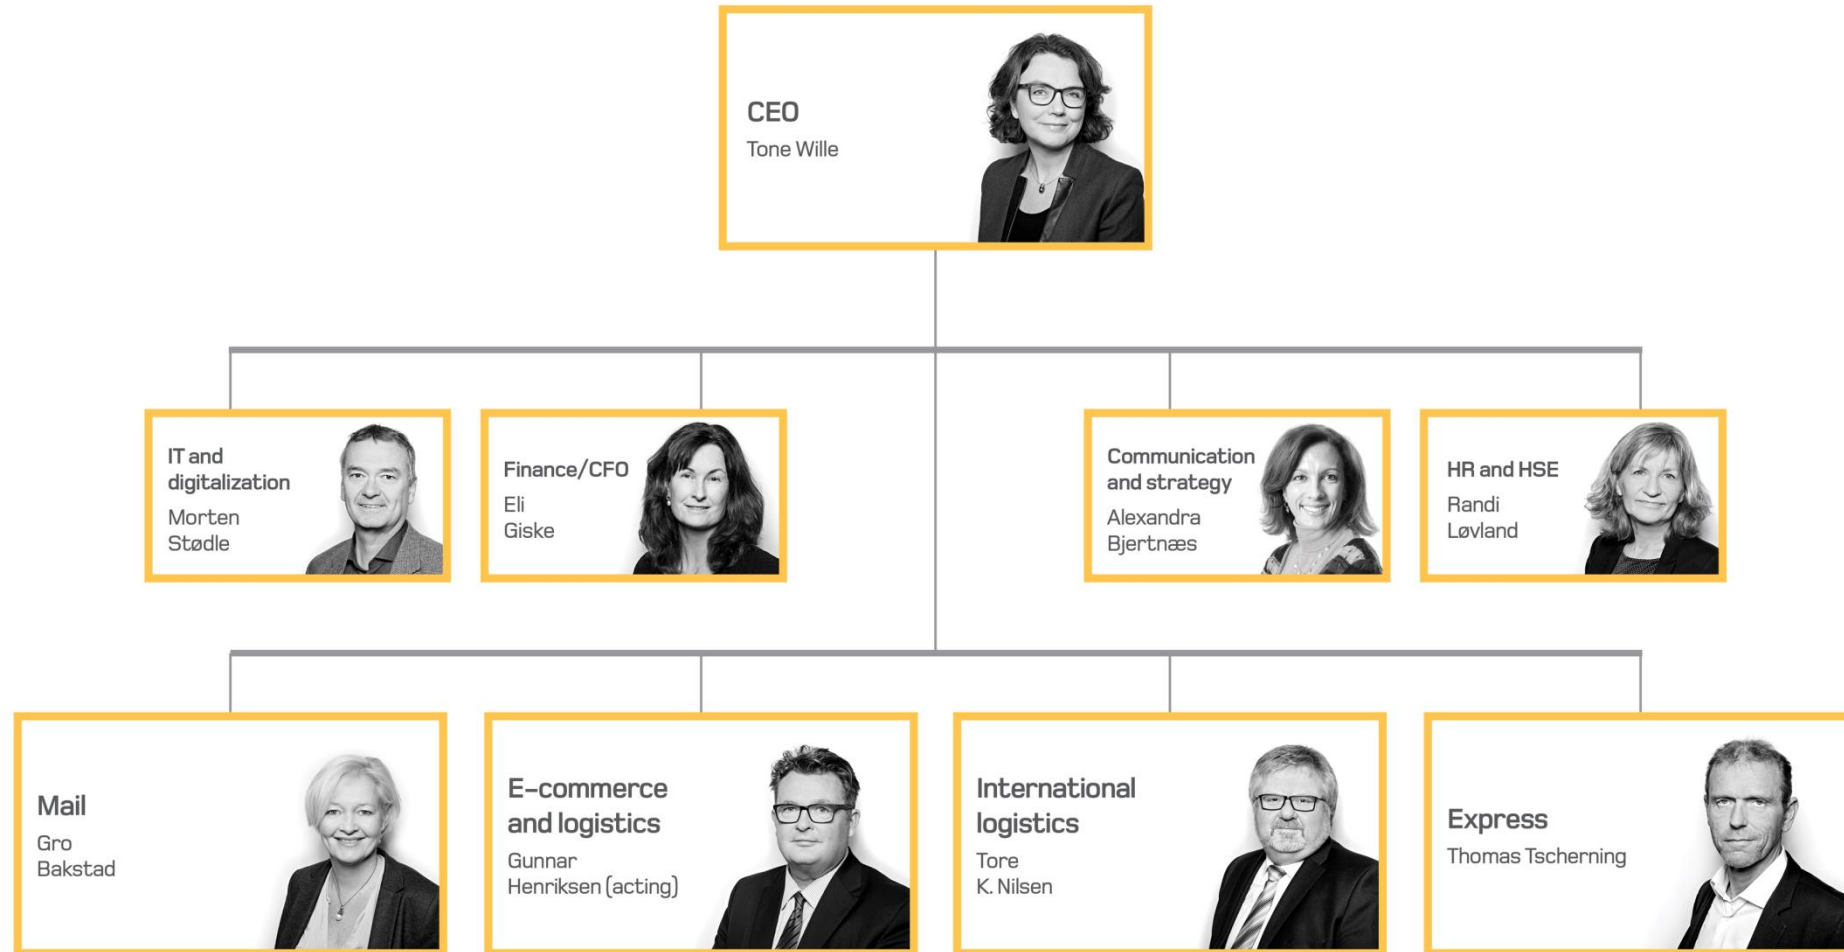 CEO
Tone Wille
IT and
digitalization
Morten
Stødle
Finance/CFO
Eli
Giske
Communication
and strategy
Alexandra
Bjertnæs
HR and HSE
Randi
Løvland
Mail
Gro
Bakstad
E-commerce
and logistics
Gunnar
Henriksen (acting)
International
logistics
Tore
K. Nilsen
Express
Thomas Tscherning